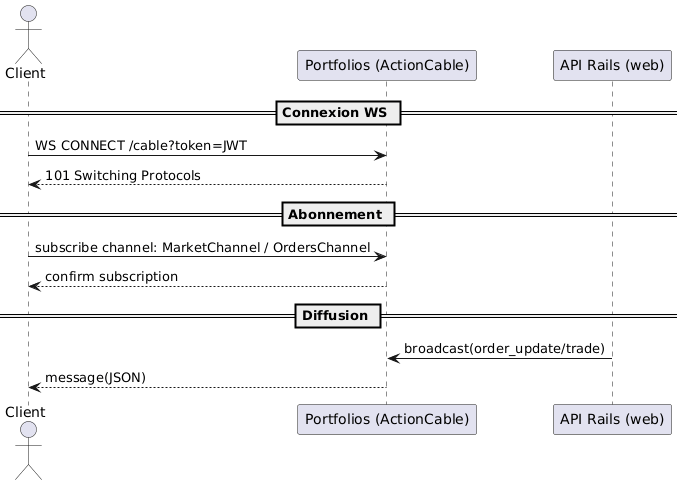 Client
Portfolios (ActionCable)
API Rails (web)
Connexion WS
WS CONNECT /cable?token=JWT
101 Switching Protocols
Abonnement
subscribe channel: MarketChannel / OrdersChannel
confirm subscription
Diffusion
broadcast(order_update/trade)
message(JSON)
Client
Portfolios (ActionCable)
API Rails (web)